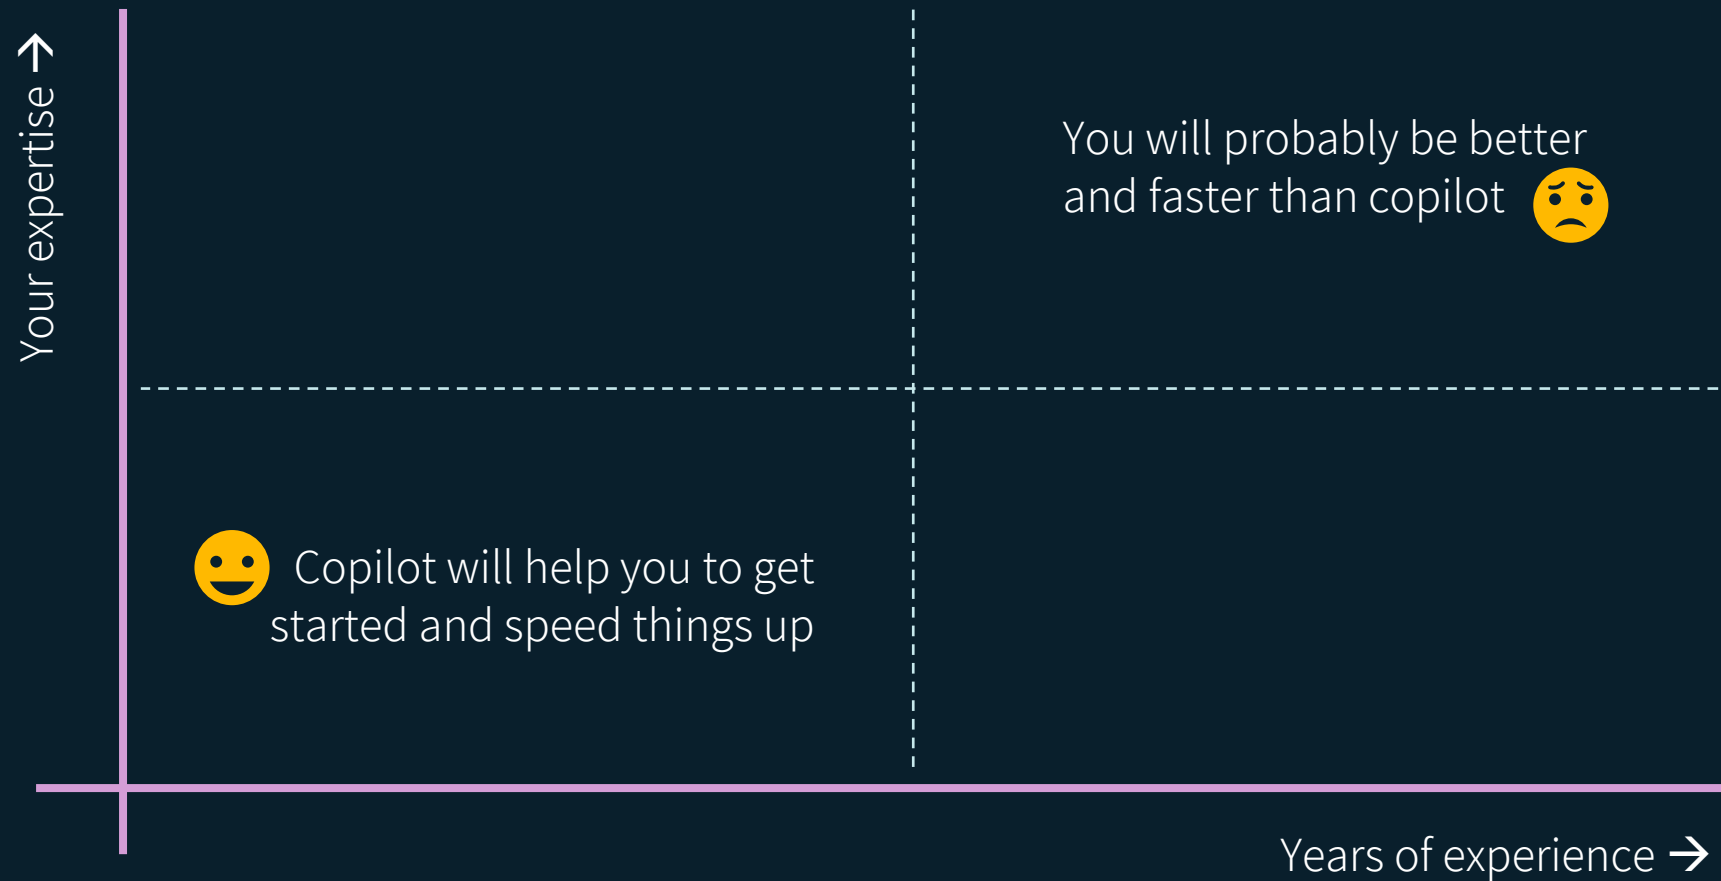 Your expertise →
You will probably be better
and faster than copilot
Copilot will help you to get
started and speed things up
Years of experience →